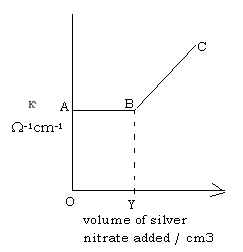 C
κ
A
B
Ω⁻¹cm⁻¹
O
Y
volume of silver
nitrate added / cm3